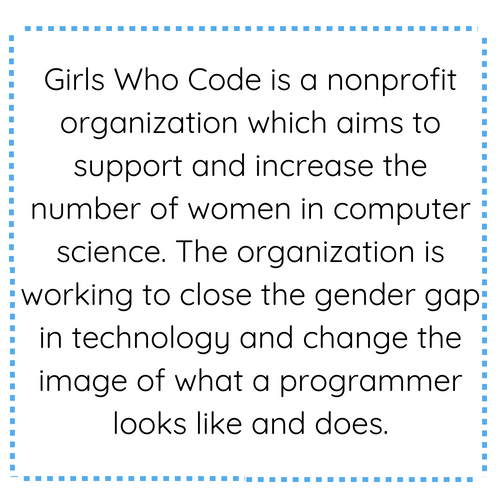 Girls Who Code is a nonprofit
organization which aims to
support and increase the
number of women in computer
science. The organization is
working to close the gender gap
in technology and change the
image of what a programmer
looks like and does.